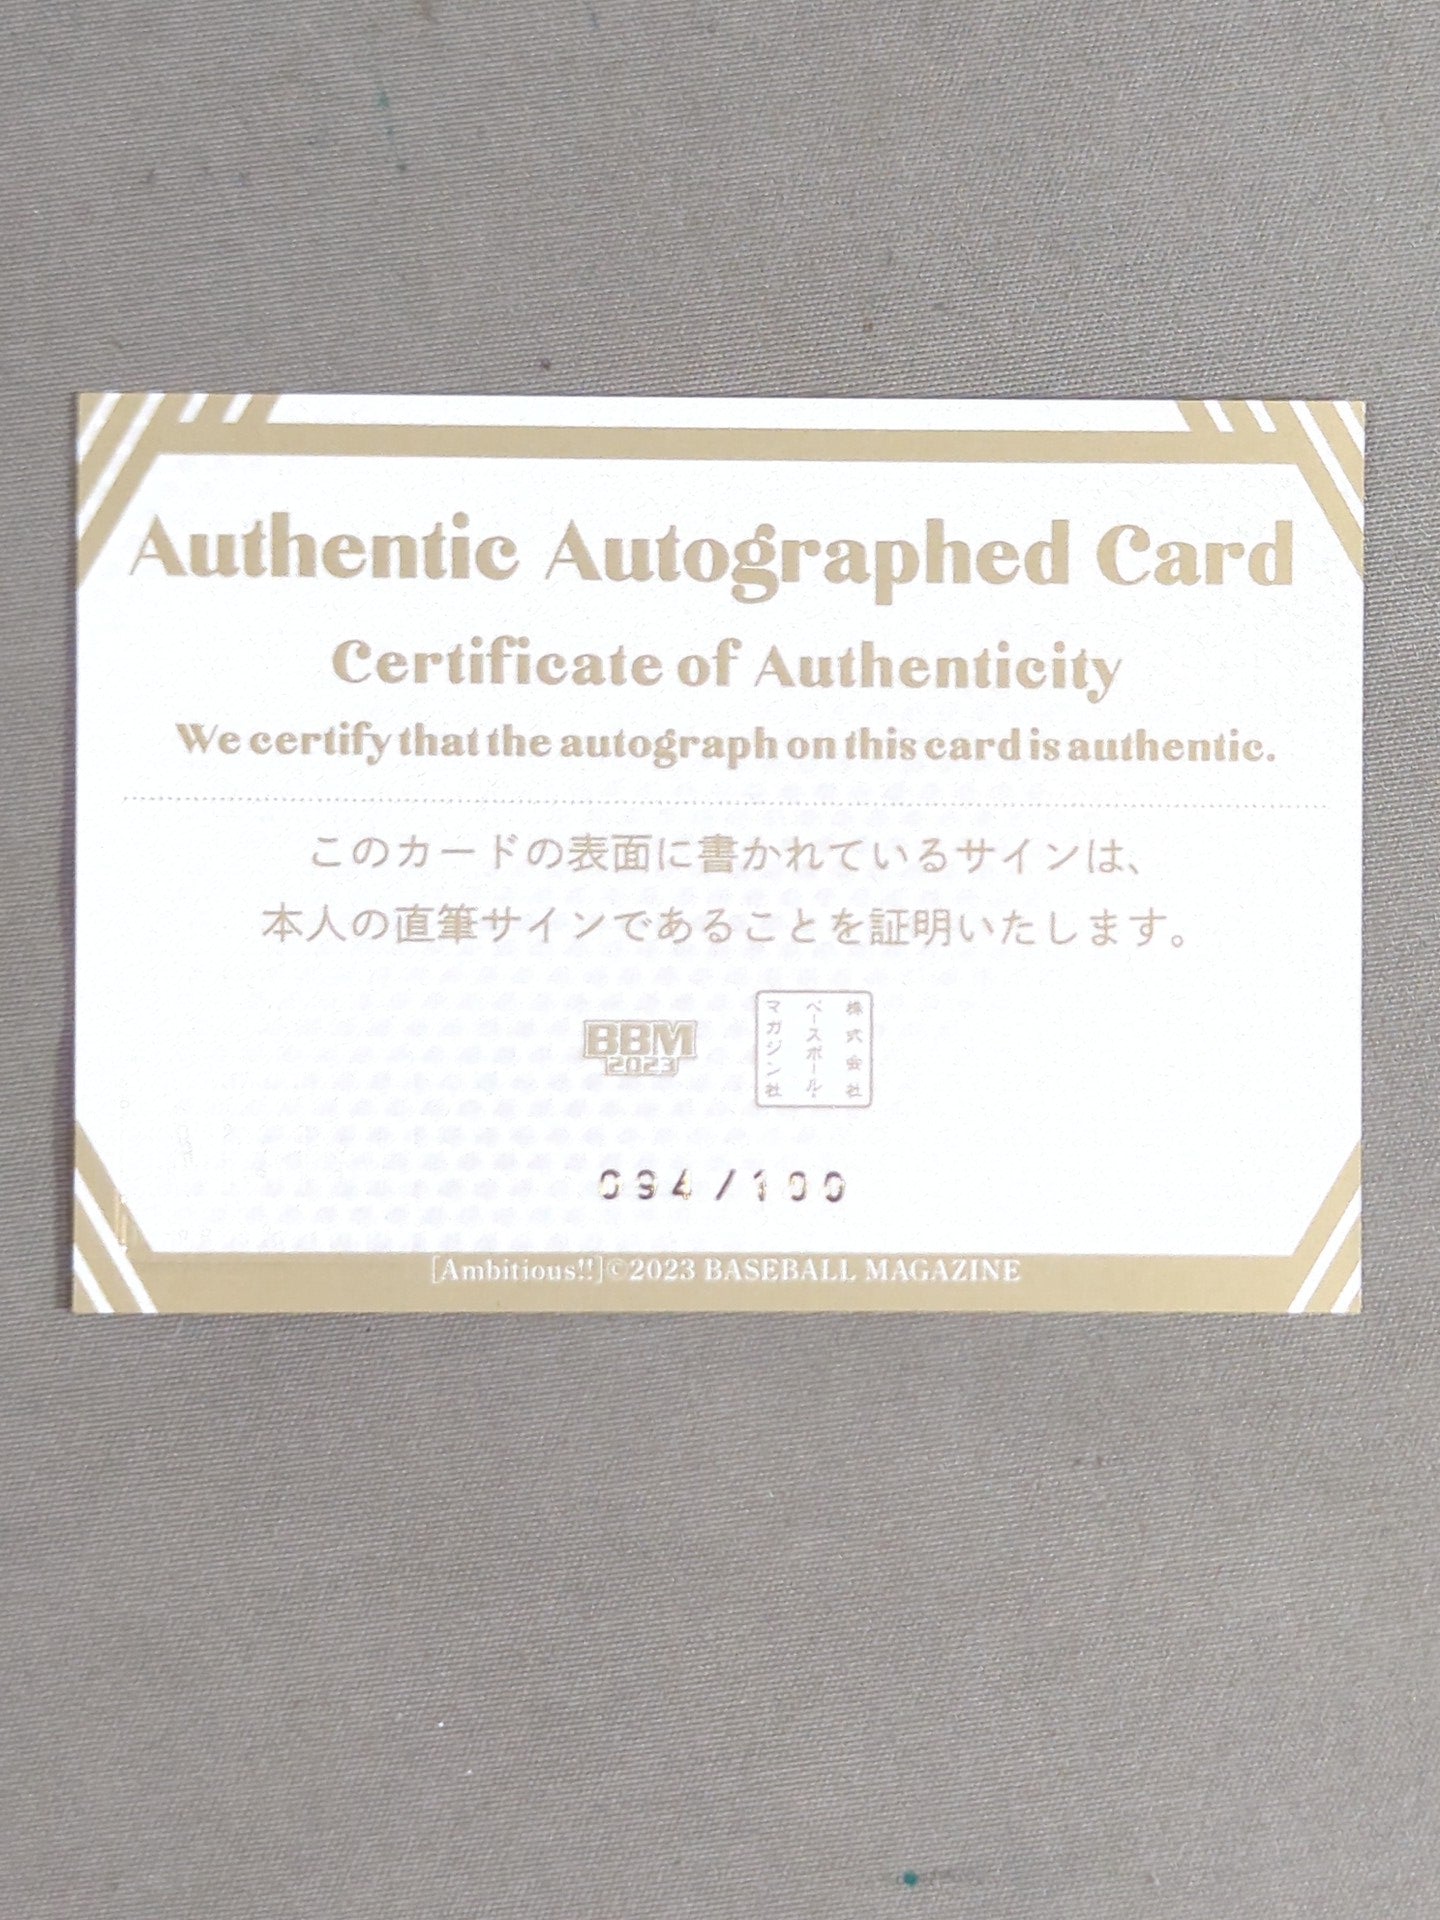 Authentic Autographed Card
Certificate of Authenticity
We certify that the autograph on this card is authentic.
このカードの表面に書かれているサインは、
本人の直筆サインであることを証明いたします。
BBM
2023
株式会社
ベースボール・
マガジン社
094/100
[Ambitious!!]©2023 BASEBALL MAGAZINE